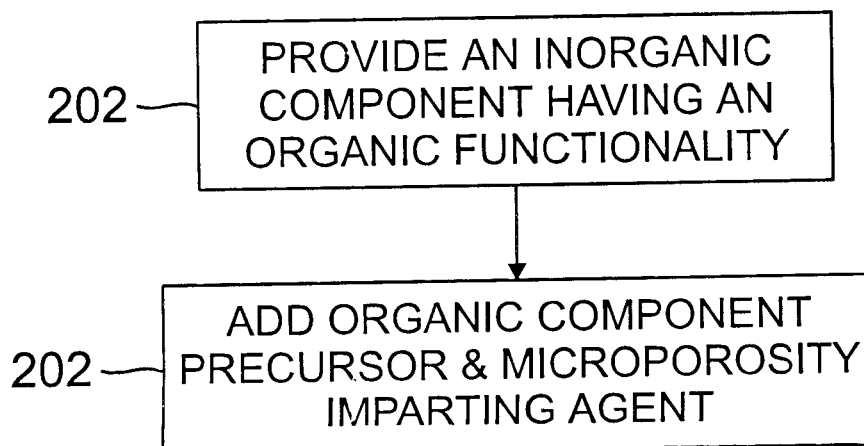 202
PROVIDE AN INORGANIC
COMPONENT HAVING AN
ORGANIC FUNCTIONALITY
202
ADD ORGANIC COMPONENT
PRECURSOR & MICROPOROSITY
IMPARTING AGENT